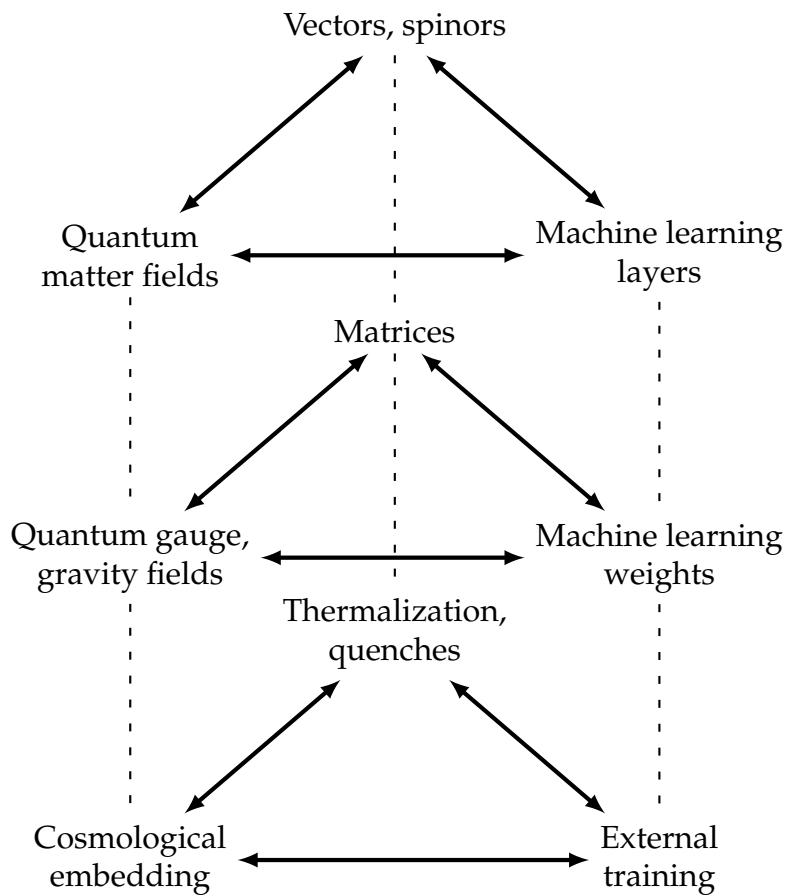 Vectors, spinors
Quantum
matter fields
Machine learning
layers
Matrices
Quantum gauge,
gravity fields
Machine learning
weights
Thermalization,
quenches
Cosmological
embedding
External
training